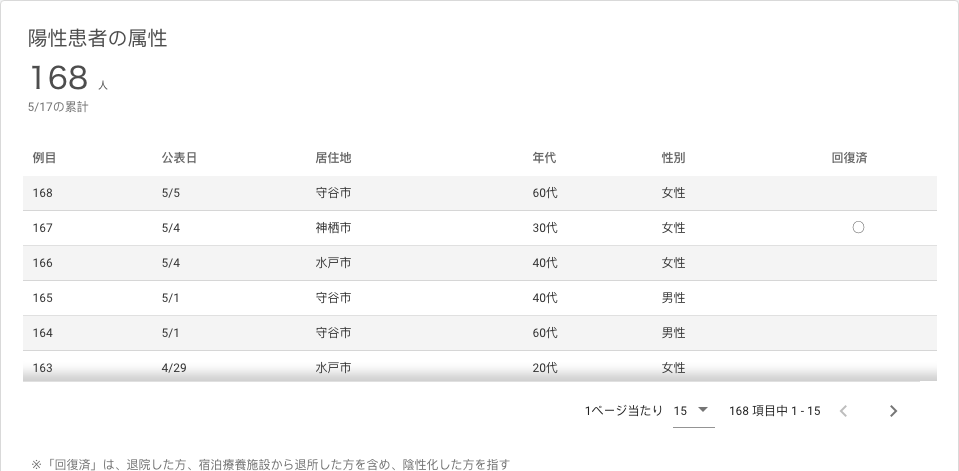 陽性患者の属性
168 人
5/17の累計
例目 公表日 居住地 年代 性別 回復済
168 5/5 守谷市 60代 女性
167 5/4 神栖市 30代 女性 ○
166 5/4 水戸市 40代 女性
165 5/1 守谷市 40代 男性
164 5/1 守谷市 60代 男性
163 4/29 水戸市 20代 女性
1ページ当たり 15 168 項目中 1 - 15
※「回復済」は、退院した方、宿泊療養施設から退所した方を含め、陰性化した方を指す